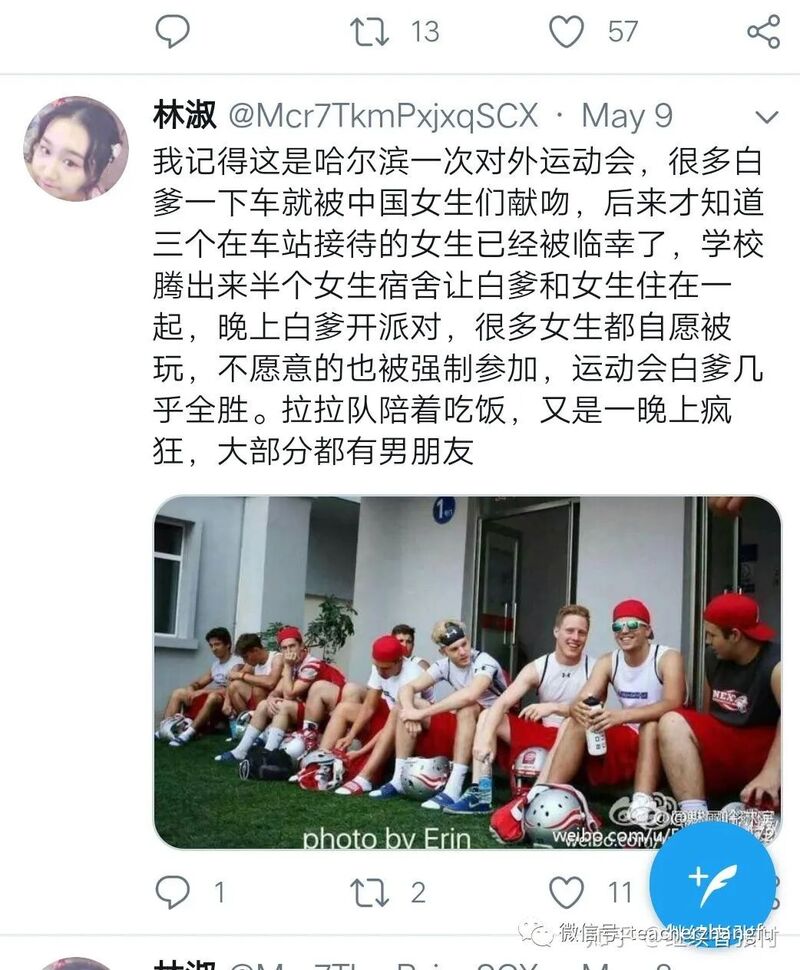 13
57
林淑 @Mcr7TkmPxjxqSCX · May 9
我记得这是哈尔滨一次对外运动会，很多白
爹一下车就被中国女生们献吻，后来才知道
三个在车站接待的女生已经被临幸了，学校
腾出来半个女生宿舍让白爹和女生住在一
起，晚上白爹开派对，很多女生都自愿被
玩，不愿意的也被强制参加，运动会白爹几
乎全胜。拉拉队陪着吃饭，又是一晚上疯
狂，大部分都有男朋友
1
NEX
photo by Erin
weibo.com/u/
1
2
11
微信号: teacherzhangfu
知乎
May 8